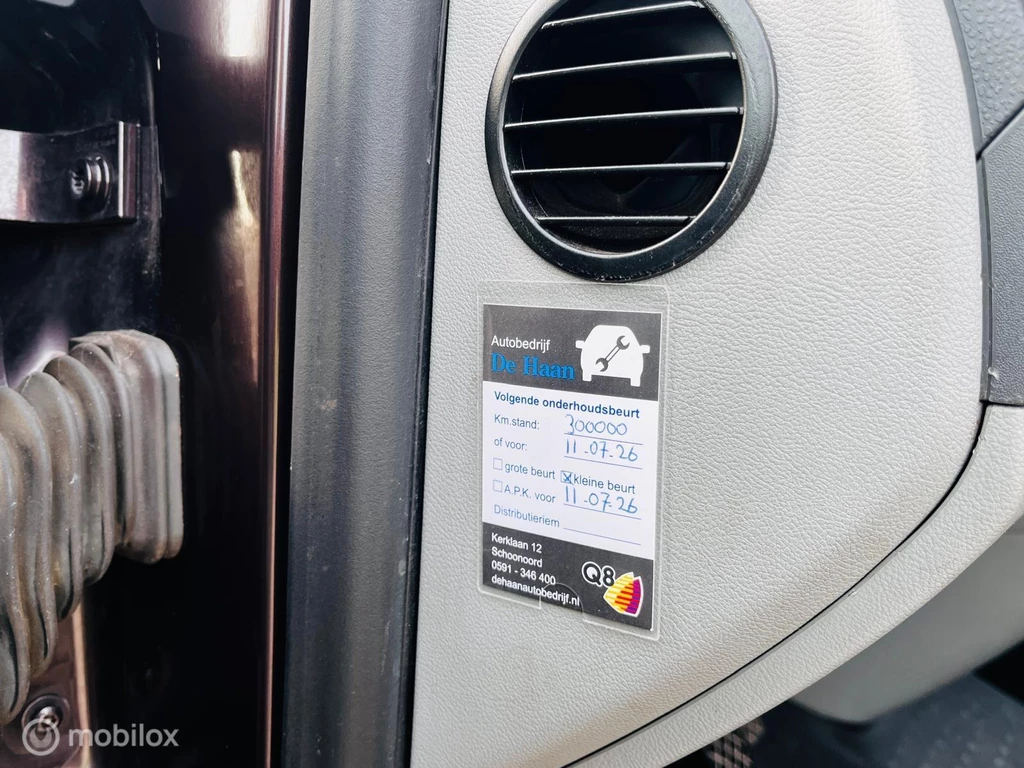 Autobedrijf
De Haan
Volgende onderhoudsbeurt
Km.stand: 300000
of voor: 11-07-26
grote beurt kleine beurt
A.P.K. voor 11-07-26
Distributieriem
Kerklaan 12
Schoonoord
0591 - 346 400
dehaanautobedrijf.nl
Q8
mobilox